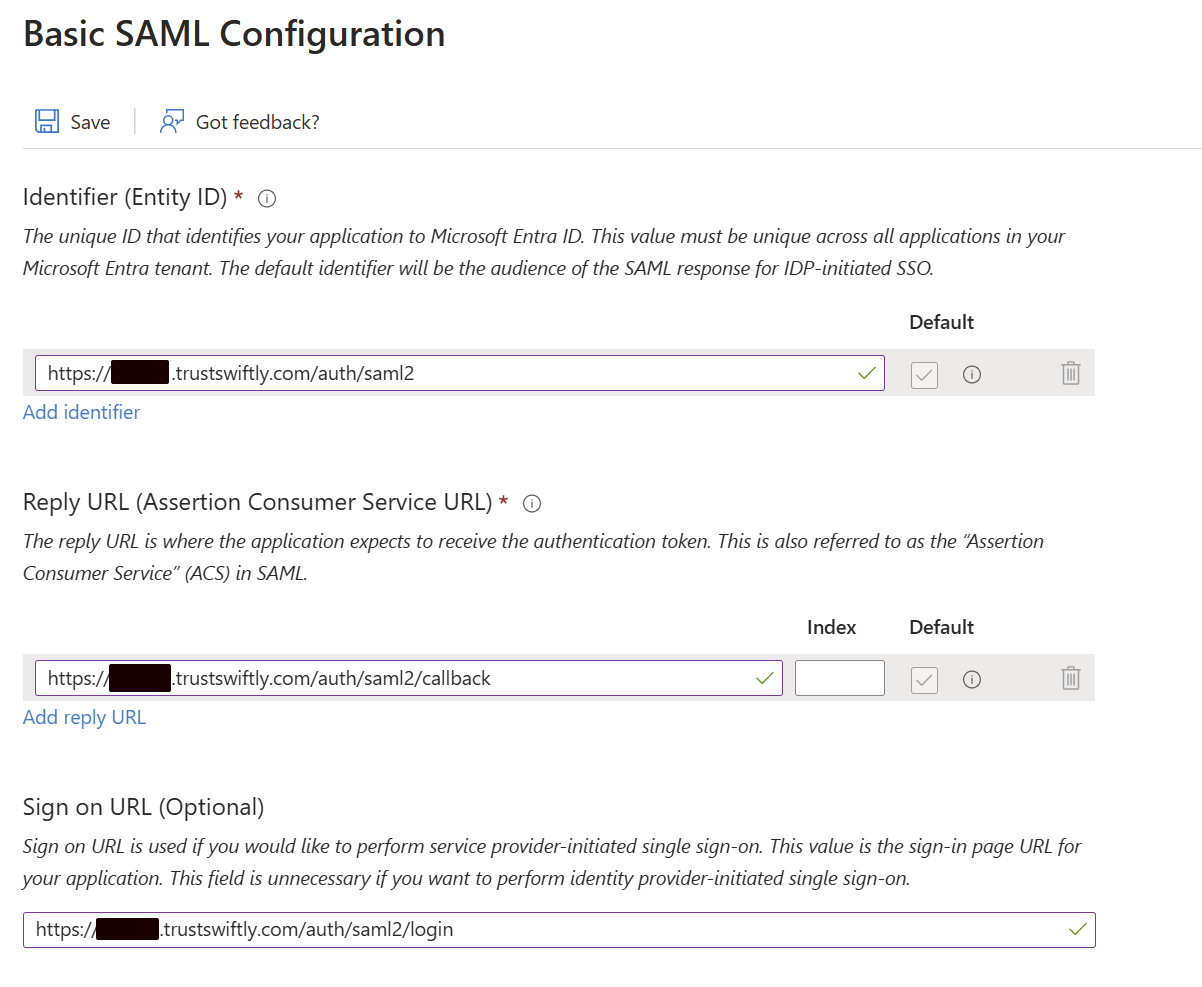 Basic SAML Configuration
Save
Got feedback?
Identifier (Entity ID) *
The unique ID that identifies your application to Microsoft Entra ID. This value must be unique across all applications in your
Microsoft Entra tenant. The default identifier will be the audience of the SAML response for IDP-initiated SSO.
Default
https:// .trustswiftly.com/auth/saml2
Add identifier
Reply URL (Assertion Consumer Service URL) *
The reply URL is where the application expects to receive the authentication token. This is also referred to as the “Assertion
Consumer Service” (ACS) in SAML.
Index Default
https:// .trustswiftly.com/auth/saml2/callback
Add reply URL
Sign on URL (Optional)
Sign on URL is used if you would like to perform service provider-initiated single sign-on. This value is the sign-in page URL for
your application. This field is unnecessary if you want to perform identity provider-initiated single sign-on.
https:// .trustswiftly.com/auth/saml2/login